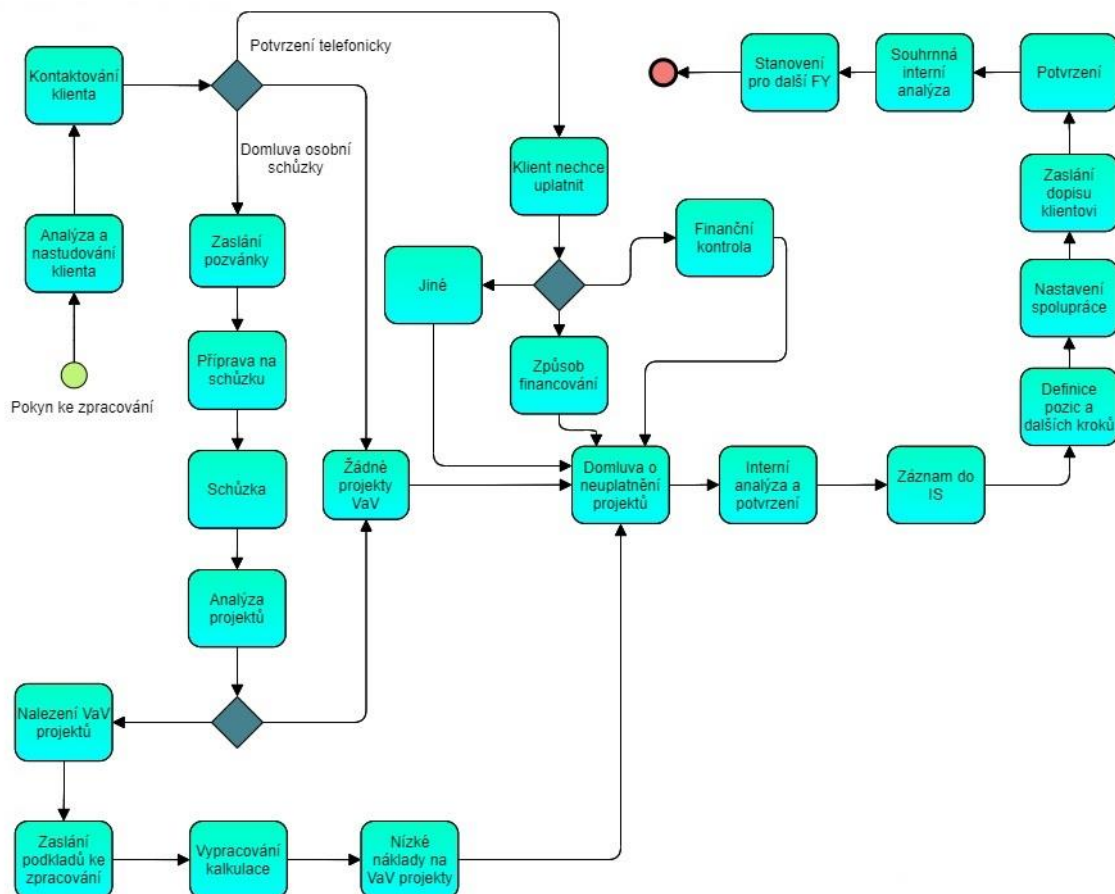 Potvrzení telefonicky
Kontaktování
klienta
Stanovení
pro další FY
Souhrnná
interní
analýza
Potvrzení
Domluva osobní
schůzky
Klient nechce
uplatnit
Zaslání
dopisu
klientovi
Analýza a
nastudování
klienta
Zaslání
pozvánky
Finanční
kontrola
Jiné
Nastavení
spolupráce
Pokyn ke zpracování
Příprava na
schůzku
Způsob
financování
Definice
pozic a
dalších kroků
Schůzka
Žádné
projekty
VaV
Domluva o
neuplatnění
projektů
Interní
analýza a
potvrzení
Záznam do
IS
Analýza
projektů
Nalezení VaV
projektů
Zaslání
podkladů ke
zpracování
Vypracování
kalkulace
Nízké
náklady na
VaV projekty